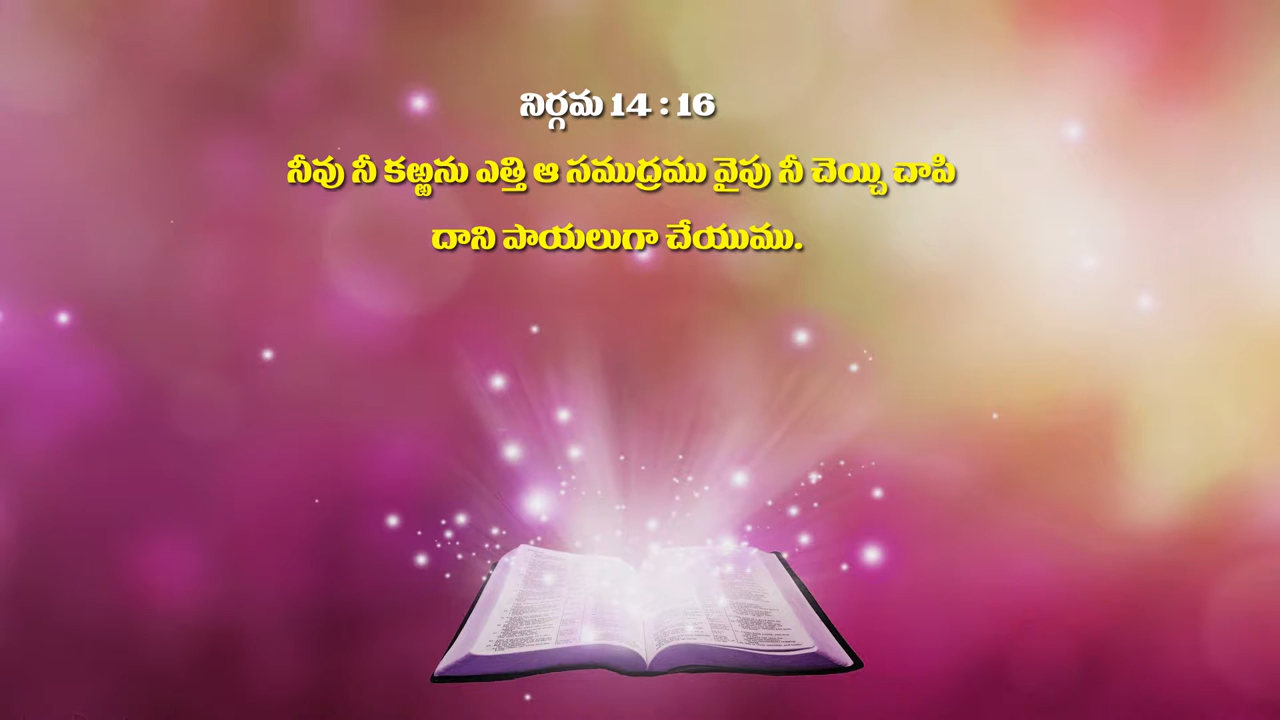 నిర్గమ 14 : 16
నీవు నీ కఱ్ఱను ఎత్తి ఆ సముద్రము వైపు నీ చెయ్చి చాపి
దాని పాయలుగా చేయుము.